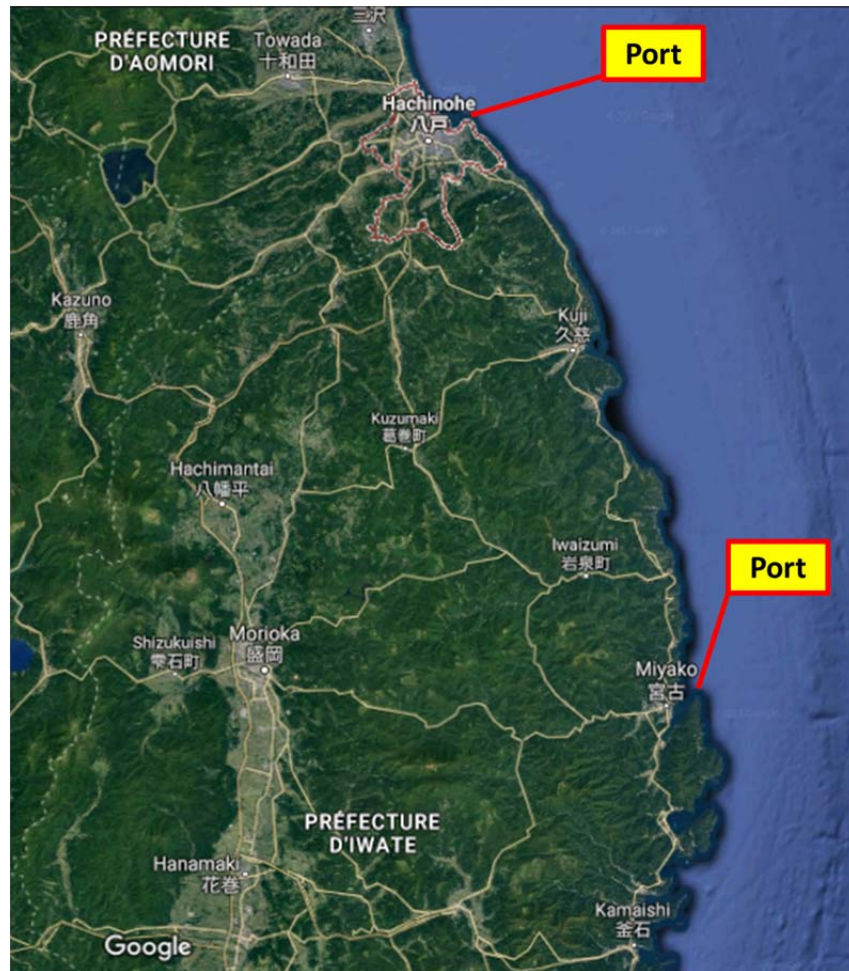 三沢
PRÉFECTURE
D'AOMORI
Towada
十和田
Port
Hachinohe
八戸
Kazuno
鹿角
Kuji
久慈
Kuzumaki
葛巻町
Hachimantai
八幡平
Iwaizumi
岩泉町
Port
Shizukuishi
雫石町
Morioka
盛岡
Miyako
宮古
PRÉFECTURE
D'IWATE
Hanamaki
花巻
Kamaishi
釜石
Google